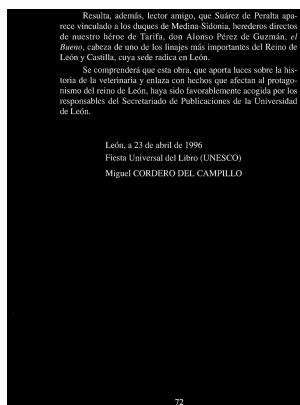 Resulta, además, lector amigo, que Suárez de Peralta apa-
rece vinculado a los duques de Medina-Sidonia, herederos directos
de nuestro héroe de Tarifa, don Alonso Pérez de Guzmán, el
Bueno, cabeza de uno de los linajes más importantes del Reino de
León y Castilla, cuya sede radica en León.
Se comprenderá que esta obra, que aporta luces sobre la his-
toria de la veterinaria y enlaza con hechos que afectan al protago-
nismo del reino de León, haya sido favorablemente acogida por los
responsables del Secretariado de Publicaciones de la Universidad
de León.
León, a 23 de abril de 1996
Fiesta Universal del Libro (UNESCO)
Miguel CORDERO DEL CAMPILLO
72